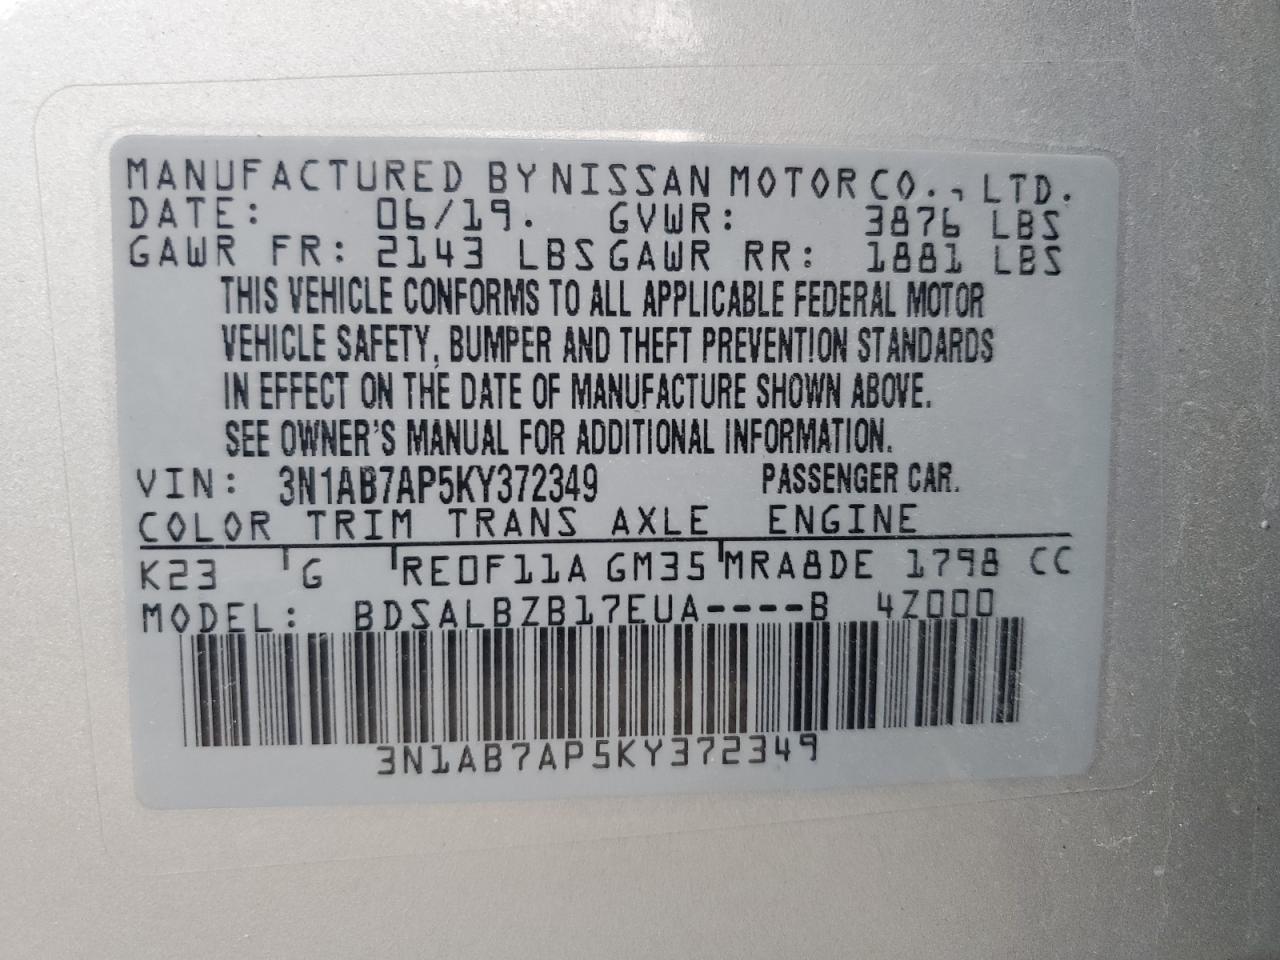 MANUFACTURED BY NISSAN MOTOR CO., LTD.
DATE: 06/19. GVWR: 3876 LBS
GAWR FR: 2143 LBS GAWR RR: 1881 LBS
THIS VEHICLE CONFORMS TO ALL APPLICABLE FEDERAL MOTOR
VEHICLE SAFETY, BUMPER AND THEFT PREVENTION STANDARDS
IN EFFECT ON THE DATE OF MANUFACTURE SHOWN ABOVE.
SEE OWNER'S MANUAL FOR ADDITIONAL INFORMATION.
VIN: 3N1AB7AP5KY372349 PASSENGER CAR.
COLOR TRIM TRANS AXLE ENGINE
K23 G RE0F11A GM35 MRA8DE 1798 CC
MODEL: BDSALBZB17EUA----B 4Z000
3N1AB7AP5KY372349